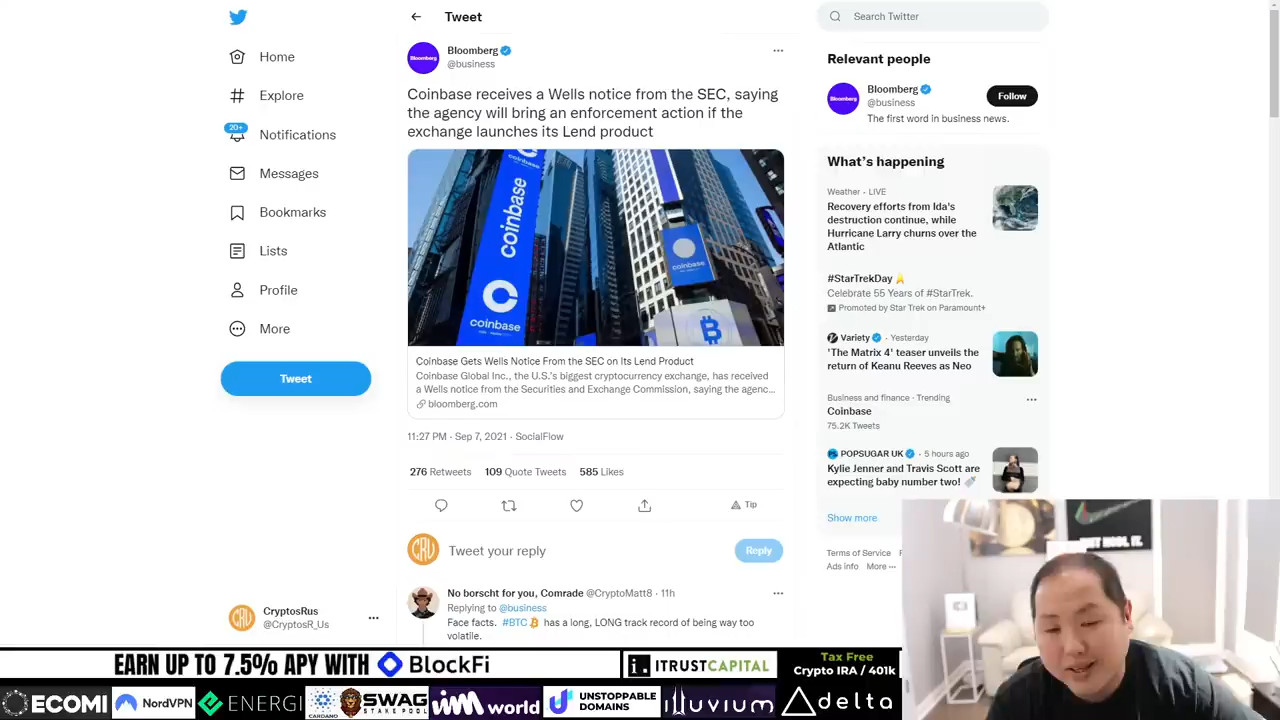 Tweet
Search Twitter
Home
Explore
20+
Notifications
Messages
Bookmarks
Lists
Profile
More
Tweet
CryptosRus
@CryptosR_Us
Bloomberg
@business
Coinbase receives a Wells notice from the SEC, saying
the agency will bring an enforcement action if the
exchange launches its Lend product
coinbase
coinbase
coinbase
coinbase
Coinbase Gets Wells Notice From the SEC on Its Lend Product
Coinbase Global Inc., the U.S.'s biggest cryptocurrency exchange, has received
a Wells notice from the Securities and Exchange Commission, saying the agenc...
bloomberg.com
11:27 PM · Sep 7, 2021 · SocialFlow
276 Retweets 109 Quote Tweets 585 Likes
Tip
CRU
Tweet your reply
Reply
No borscht for you, Comrade @CryptoMatt8 · 11h
Replying to @business
Face facts. #BTC has a long, LONG track record of being way too
volatile.
Relevant people
Bloomberg
@business
Follow
The first word in business news.
What's happening
Weather · LIVE
Recovery efforts from Ida's
destruction continue, while
Hurricane Larry churns over the
Atlantic
#StarTrekDay
Celebrate 55 Years of #StarTrek.
Promoted by Star Trek on Paramount+
Variety · Yesterday
'The Matrix 4' teaser unveils the
return of Keanu Reeves as Neo
Business and finance · Trending
Coinbase
75.2K Tweets
POPSUGAR UK · 5 hours ago
Kylie Jenner and Travis Scott are
expecting baby number two!
Show more
Terms of Service
Ads info More ···
EARN UP TO 7.5% APY WITH BlockFi
i. ITRUSTCAPITAL
Tax Free
Crypto IRA / 401k
ECOMI
NordVPN
ENERGI
CARDANO
SWAG
STAKE POOL
world
UNSTOPPABLE
DOMAINS
illuvium
delta